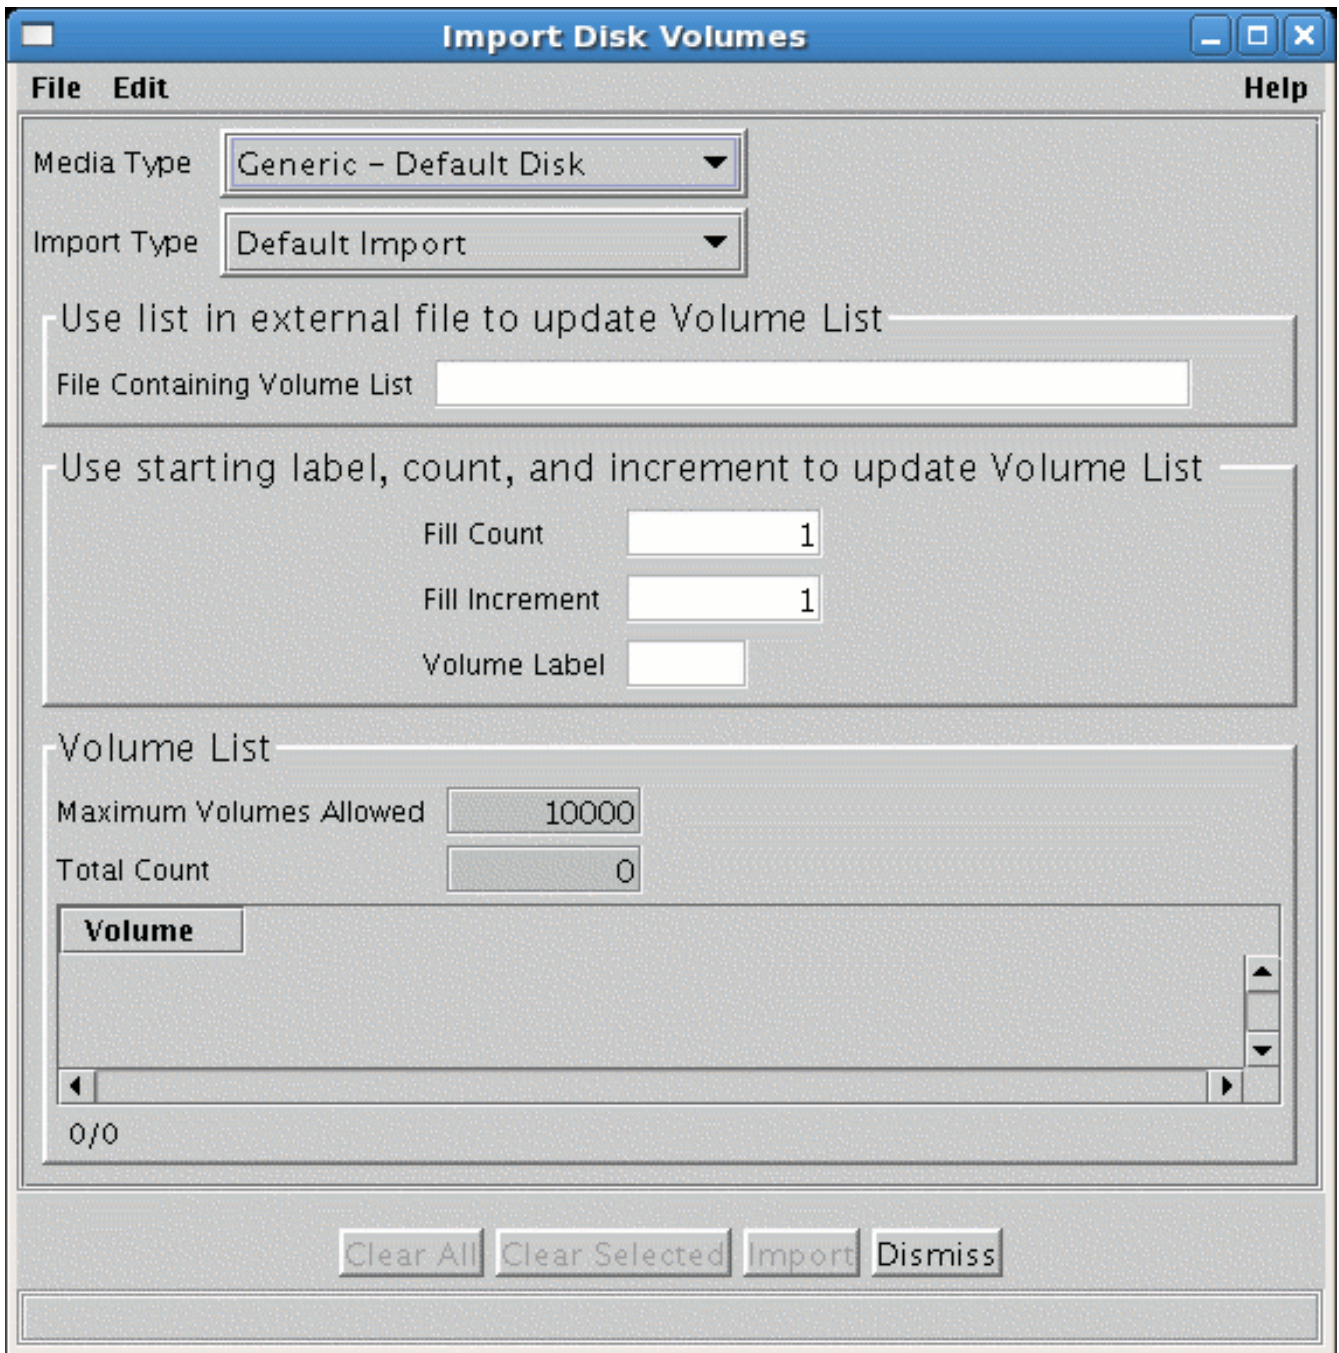 Import Disk Volumes
File Edit Help
Media Type Generic – Default Disk
Import Type Default Import
Use list in external file to update Volume List
File Containing Volume List
Use starting label, count, and increment to update Volume List
Fill Count 1
Fill Increment 1
Volume Label
Volume List
Maximum Volumes Allowed 10000
Total Count 0
Volume
0/0
Clear All Clear Selected Import Dismiss